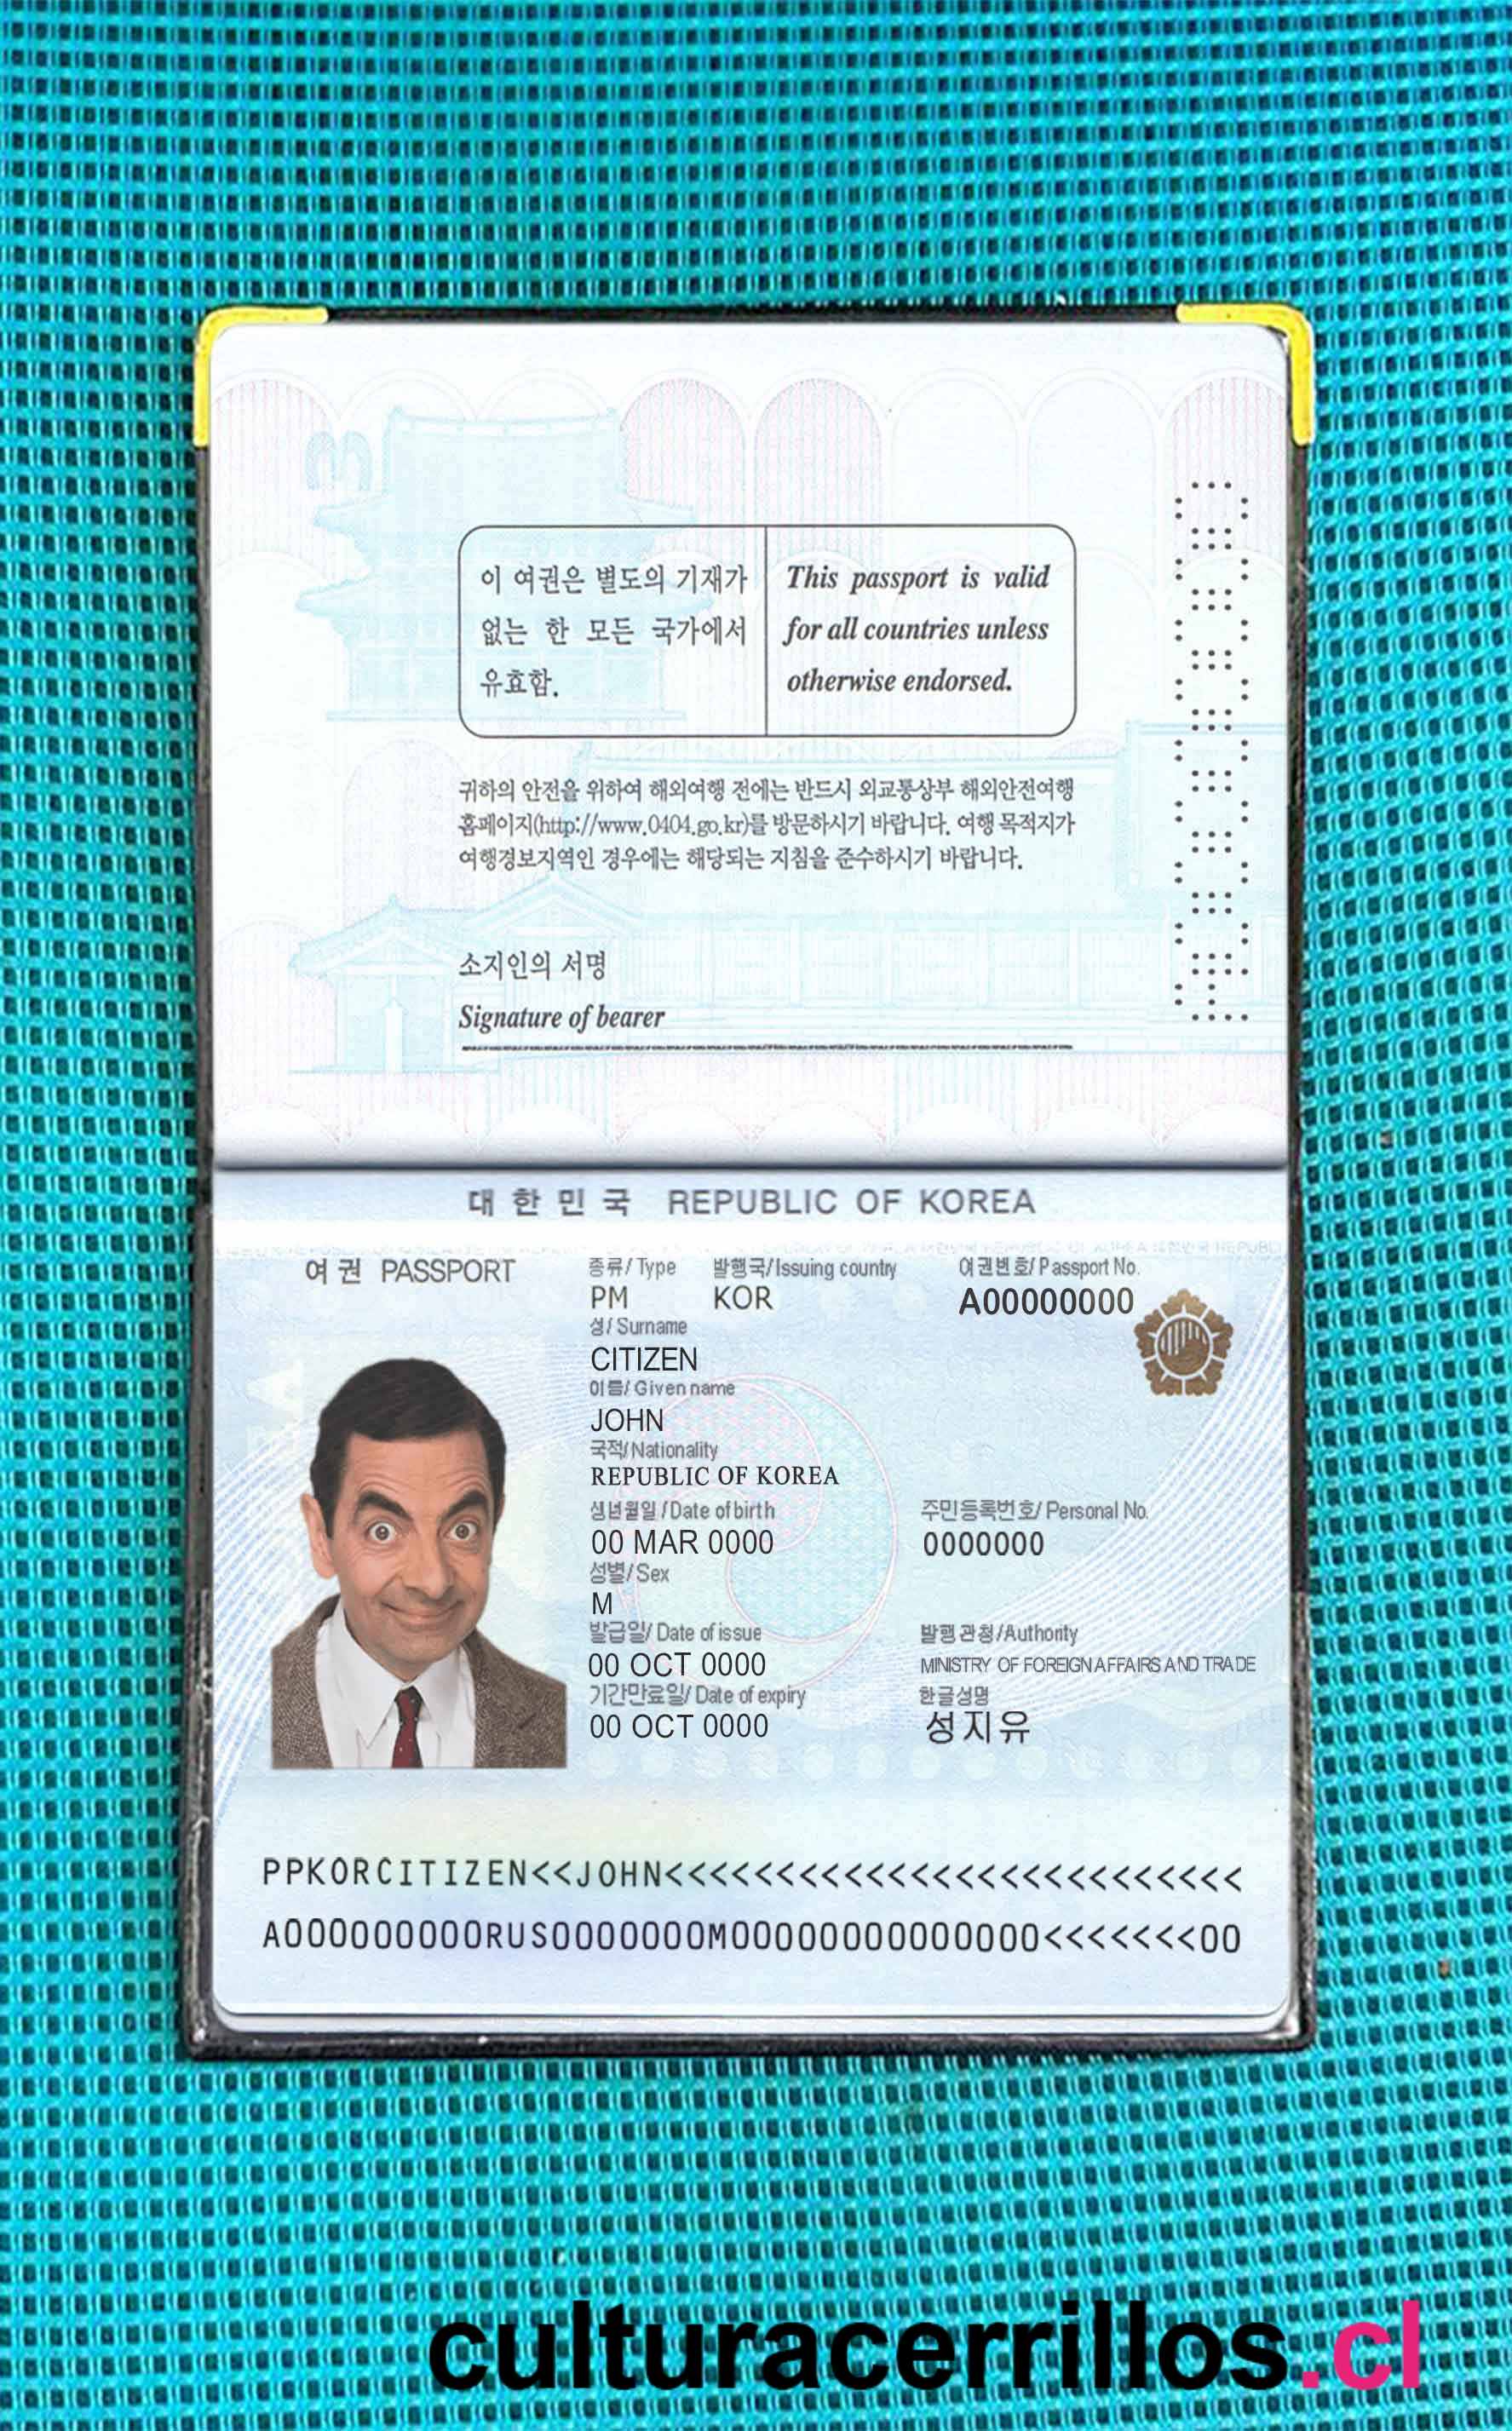 이 여권은 별도의 기재가
없는 한 모든 국가에서
유효함.
This passport is valid
for all countries unless
otherwise endorsed.
귀하의 안전을 위하여 해외여행 전에는 반드시 외교통상부 해외안전여행
홈페이지(http://www.0404.go.kr)를 방문하시기 바랍니다. 여행 목적지가
여행경보지역인 경우에는 해당되는 지침을 준수하시기 바랍니다.
소지인의 서명
Signature of bearer
대한민국 REPUBLIC OF KOREA
여권 PASSPORT
종류/Type 발행국/Issuing country 여권번호/Passport No.
PM KOR A00000000
성/Surname
CITIZEN
이름/Given name
JOHN
국적/Nationality
REPUBLIC OF KOREA
생년월일/Date of birth 주민등록번호/Personal No.
00 MAR 0000 0000000
성별/Sex
M
발급일/Date of issue 발행관청/Authority
00 OCT 0000 MINISTRY OF FOREIGN AFFAIRS AND TRADE
기간만료일/Date of expiry 한글성명
00 OCT 0000 성지유
PPKORCITIZEN<<JOHN<<<<<<<<<<<<<<<<<<<<<<<<<<
A000000000RUS0000000M00000000000000<<<<<<<00
culturacerrillos.cl